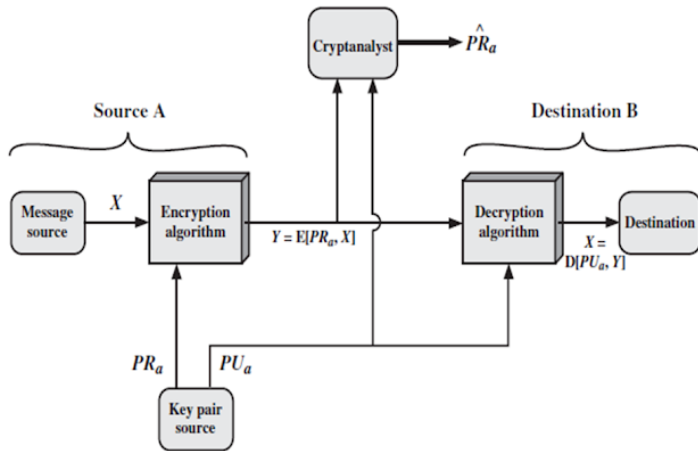 Cryptanalyst
P̂Rₐ
Source A
Destination B
Message
source
X
Encryption
algorithm
Y = E[PRₐ, X]
Decryption
algorithm
X =
D[PUₐ, Y]
Destination
PRₐ
PUₐ
Key pair
source